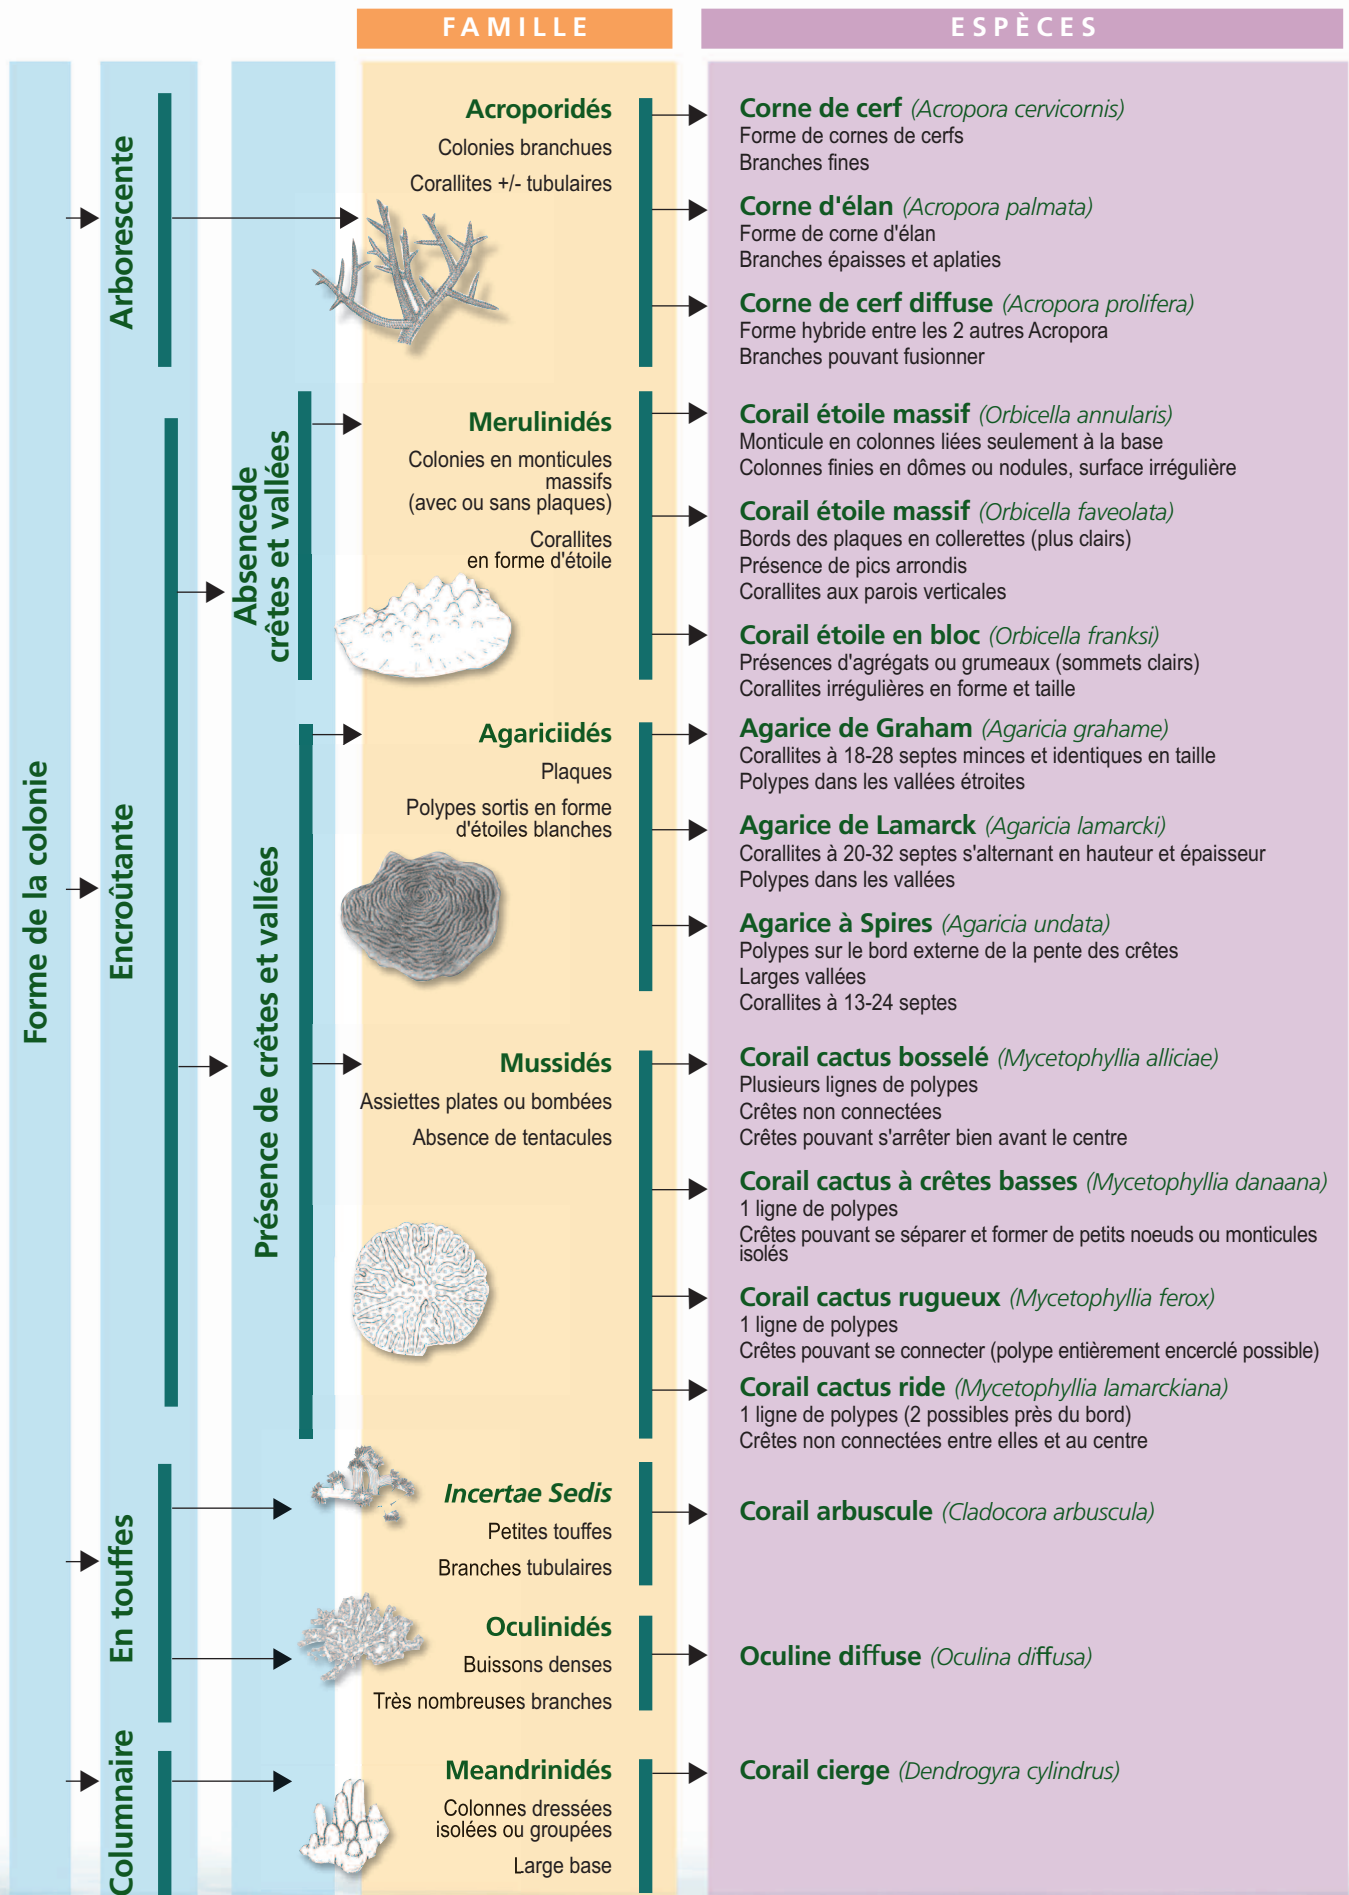 FAMILLE
ESPÈCES
Forme de la colonie
Arborescente
Acroporidés
Colonies branchues
Corallites +/- tubulaires
Corne de cerf (Acropora cervicornis)
Forme de cornes de cerfs
Branches fines
Corne d'élan (Acropora palmata)
Forme de corne d'élan
Branches épaisses et aplaties
Corne de cerf diffuse (Acropora prolifera)
Forme hybride entre les 2 autres Acropora
Branches pouvant fusionner
Encroûtante
Absencede
crêtes et vallées
Merulinidés
Colonies en monticules
massifs
(avec ou sans plaques)
Corallites
en forme d'étoile
Corail étoile massif (Orbicella annularis)
Monticule en colonnes liées seulement à la base
Colonnes finies en dômes ou nodules, surface irrégulière
Corail étoile massif (Orbicella faveolata)
Bords des plaques en collerettes (plus clairs)
Présence de pics arrondis
Corallites aux parois verticales
Corail étoile en bloc (Orbicella franksi)
Présences d'agrégats ou grumeaux (sommets clairs)
Corallites irrégulières en forme et taille
Présence de crêtes et vallées
Agariciidés
Plaques
Polypes sortis en forme
d'étoiles blanches
Agarice de Graham (Agaricia grahame)
Corallites à 18-28 septes minces et identiques en taille
Polypes dans les vallées étroites
Agarice de Lamarck (Agaricia lamarcki)
Corallites à 20-32 septes s'alternant en hauteur et épaisseur
Polypes dans les vallées
Agarice à Spires (Agaricia undata)
Polypes sur le bord externe de la pente des crêtes
Larges vallées
Corallites à 13-24 septes
Mussidés
Assiettes plates ou bombées
Absence de tentacules
Corail cactus bosselé (Mycetophyllia alliciae)
Plusieurs lignes de polypes
Crêtes non connectées
Crêtes pouvant s'arrêter bien avant le centre
Corail cactus à crêtes basses (Mycetophyllia danaana)
1 ligne de polypes
Crêtes pouvant se séparer et former de petits noeuds ou monticules
isolés
Corail cactus rugueux (Mycetophyllia ferox)
1 ligne de polypes
Crêtes pouvant se connecter (polype entièrement encerclé possible)
Corail cactus ride (Mycetophyllia lamarckiana)
1 ligne de polypes (2 possibles près du bord)
Crêtes non connectées entre elles et au centre
En touffes
Incertae Sedis
Petites touffes
Branches tubulaires
Corail arbuscule (Cladocora arbuscula)
Oculinidés
Buissons denses
Très nombreuses branches
Oculine diffuse (Oculina diffusa)
Columnaire
Meandrinidés
Colonnes dressées
isolées ou groupées
Large base
Corail cierge (Dendrogyra cylindrus)